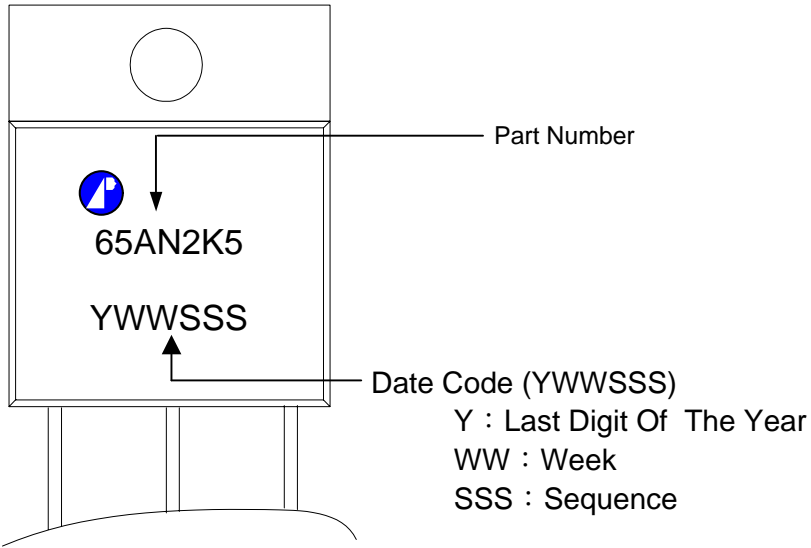 Part Number
65AN2K5
YWWSSS
Date Code (YWWSSS)
Y：Last Digit Of The Year
WW：Week
SSS：Sequence